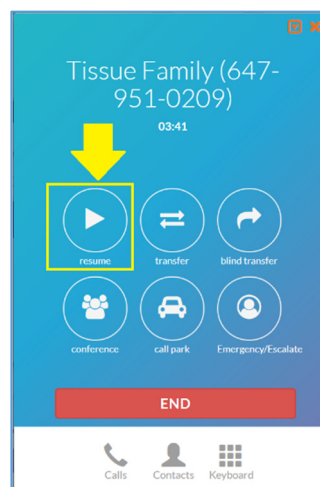 Tissue Family (647-
951-0209)
03:41
resume transfer blind transfer
conference call park Emergency/Escalate
END
Calls Contacts Keyboard